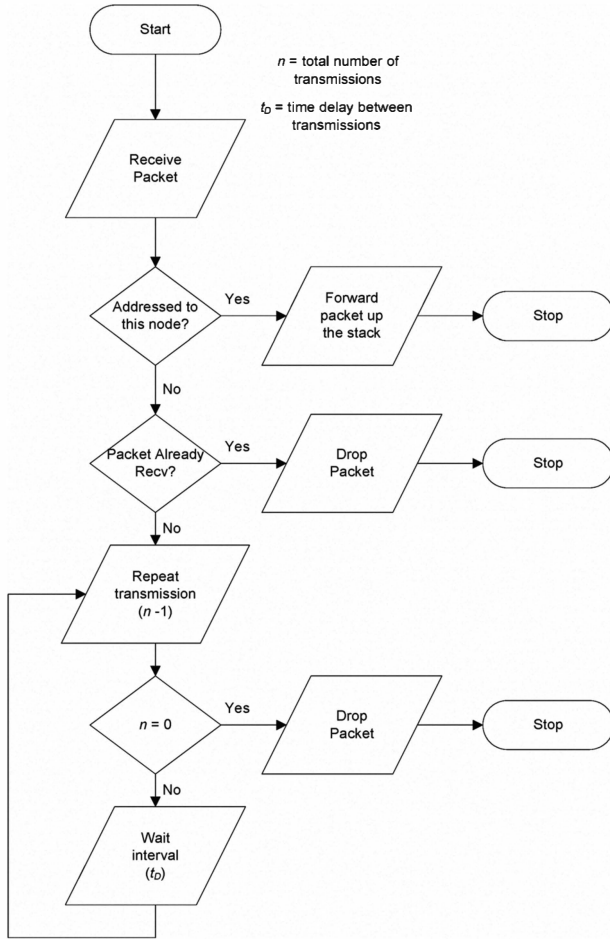 Start
n = total number of
transmissions
tD = time delay between
transmissions
Receive
Packet
Addressed to
this node?
Yes
Forward
packet up
the stack
Stop
No
Packet Already
Recv?
Yes
Drop
Packet
Stop
No
Repeat
transmission
(n -1)
n = 0
Yes
Drop
Packet
Stop
No
Wait
interval
(tD)